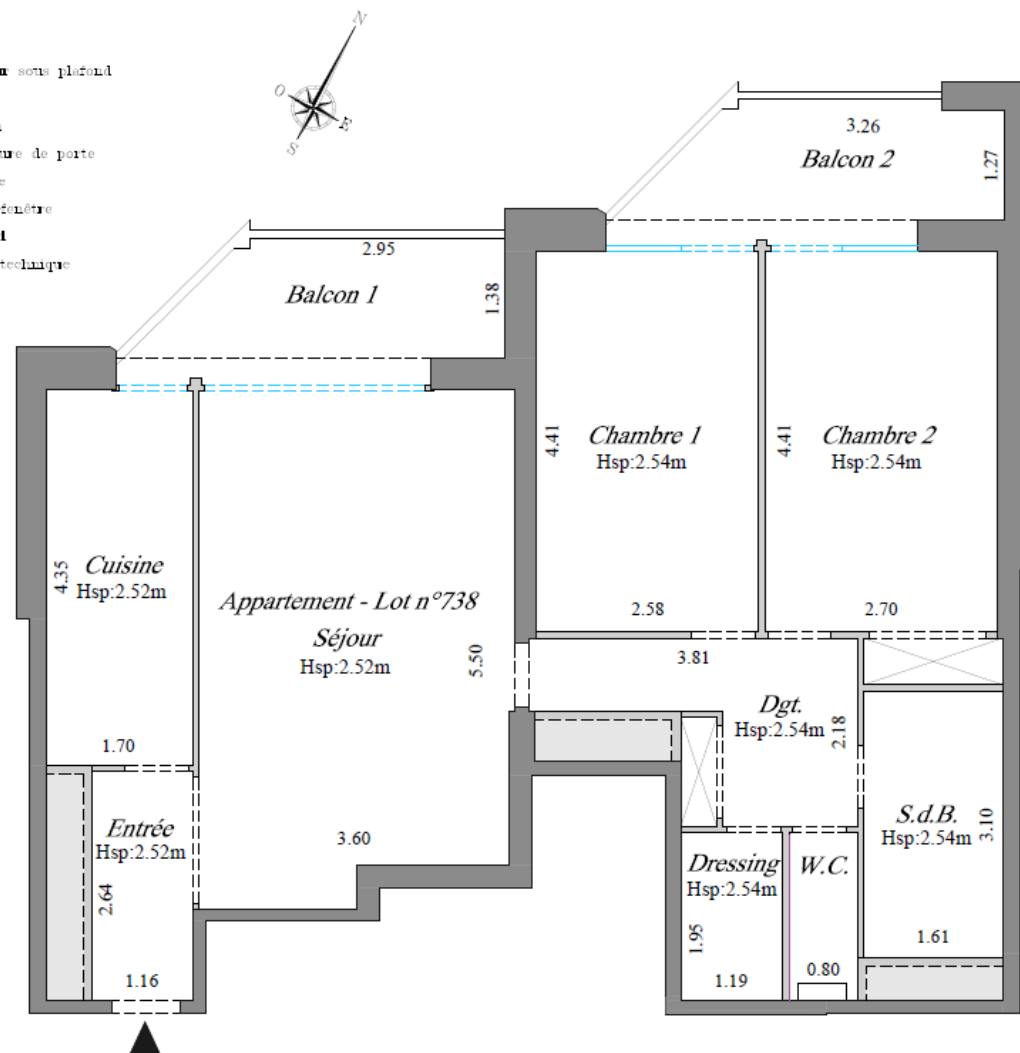 N
O
E
S
sous plafond
de porte
technique
3.26
Balcon 2
1.27
2.95
Balcon 1
1.38
4.41
Chambre 1
Hsp:2.54m
4.41
Chambre 2
Hsp:2.54m
4.35
Cuisine
Hsp:2.52m
Appartement - Lot n°738
Séjour
Hsp:2.52m
5.50
2.58
2.70
3.81
Dgt.
Hsp:2.54m
2.18
1.70
Entrée
Hsp:2.52m
2.64
3.60
1.16
S.d.B.
Hsp:2.54m
3.10
Dressing
Hsp:2.54m
W.C.
1.95
1.19
0.80
1.61